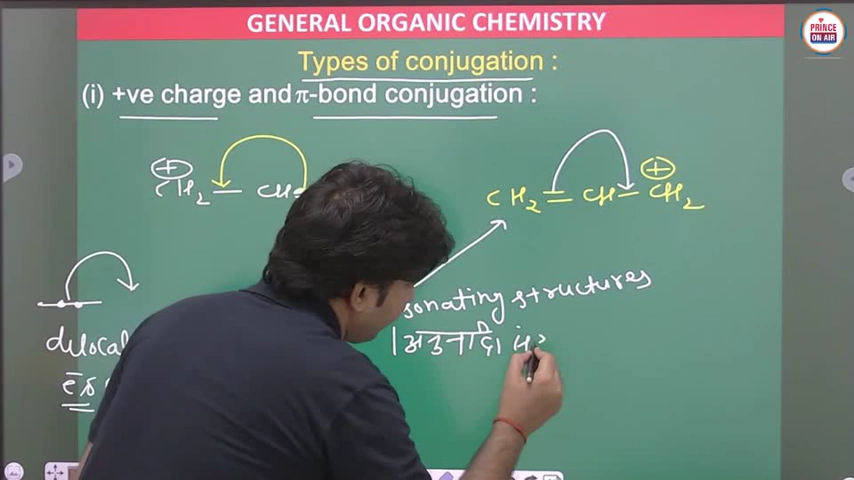 GENERAL ORGANIC CHEMISTRY
PRINCE
ON AIR
Types of conjugation :
(i) +ve charge and π-bond conjugation :
⊕ ⊕
CH₂ – CH CH₂ = CH – CH₂
sonating structures
delocal